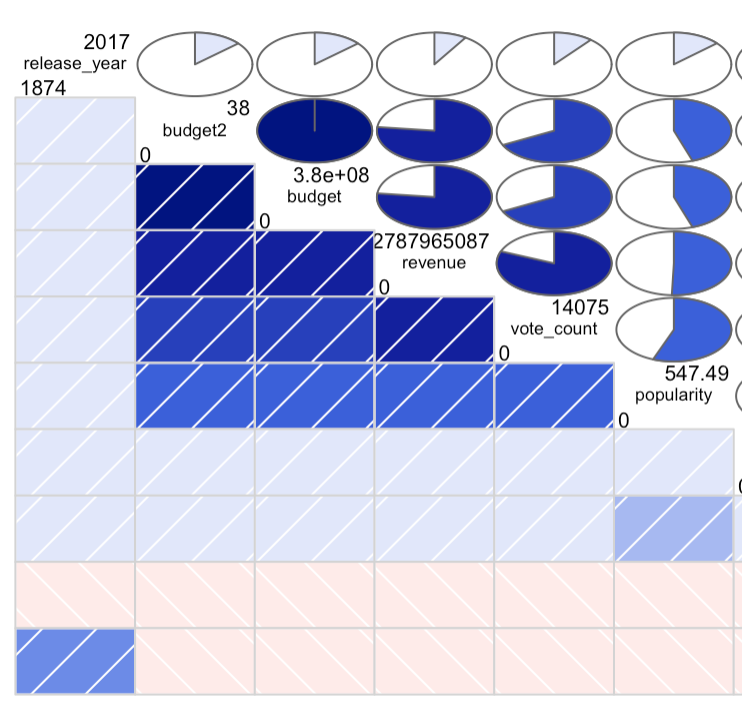 2017
release_year
1874
38
budget2
0
3.8e+08
budget
0
2787965087
revenue
0
14075
vote_count
0
547.49
popularity
0